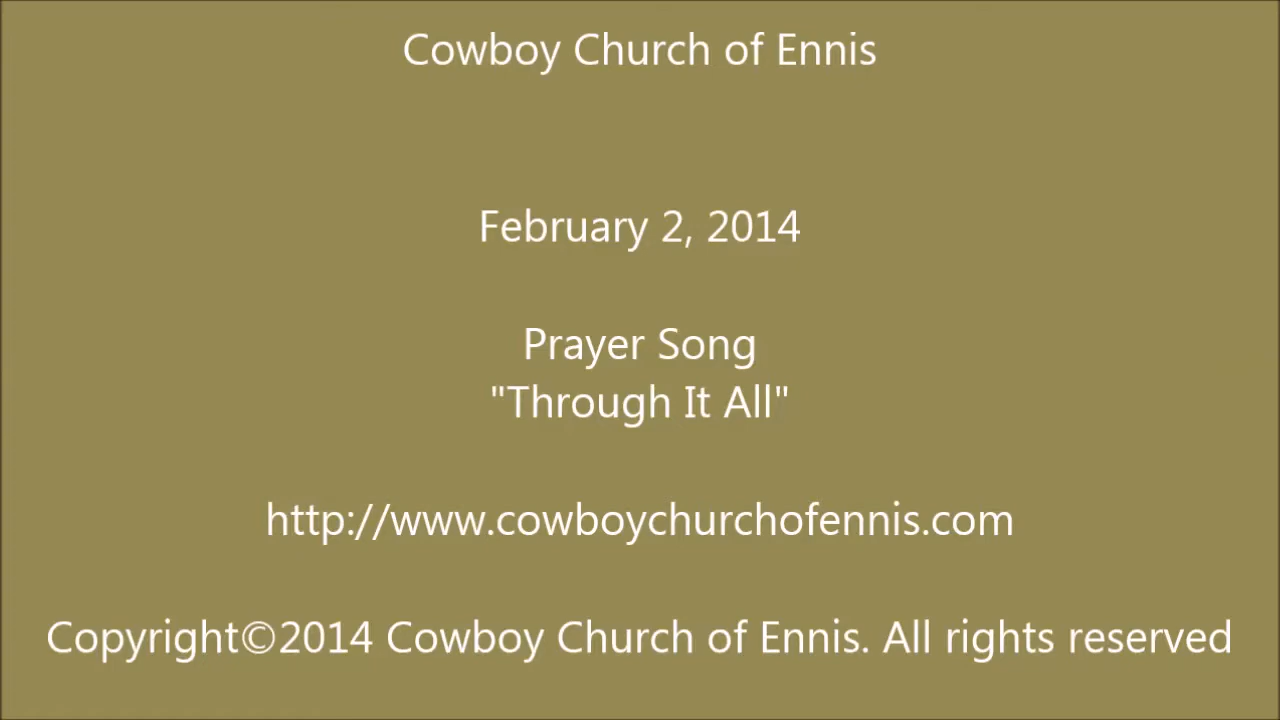 Cowboy Church of Ennis
February 2, 2014
Prayer Song
"Through It All"
http://www.cowboychurchofennis.com
Copyright©2014 Cowboy Church of Ennis. All rights reserved